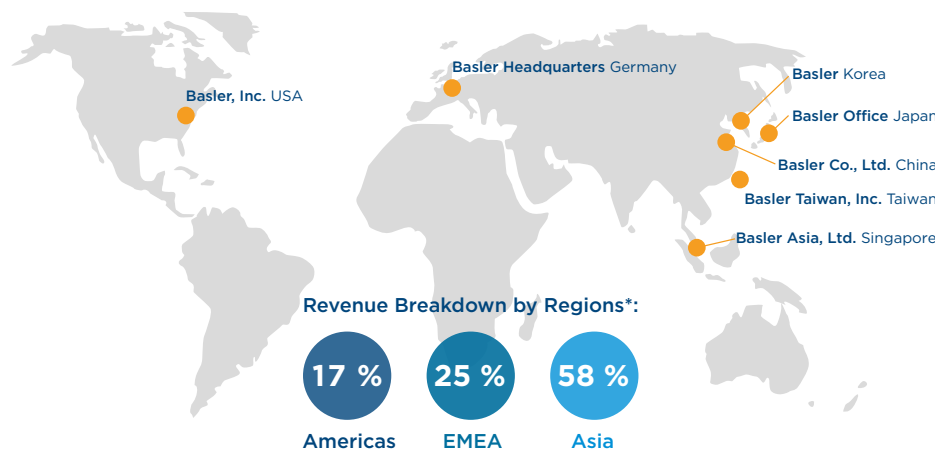 Basler Headquarters Germany
Basler Korea
Basler, Inc. USA
Basler Office Japan
Basler Co., Ltd. China
Basler Taiwan, Inc. Taiwan
Basler Asia, Ltd. Singapore
Revenue Breakdown by Regions*:
17 % 25 % 58 %
Americas EMEA Asia